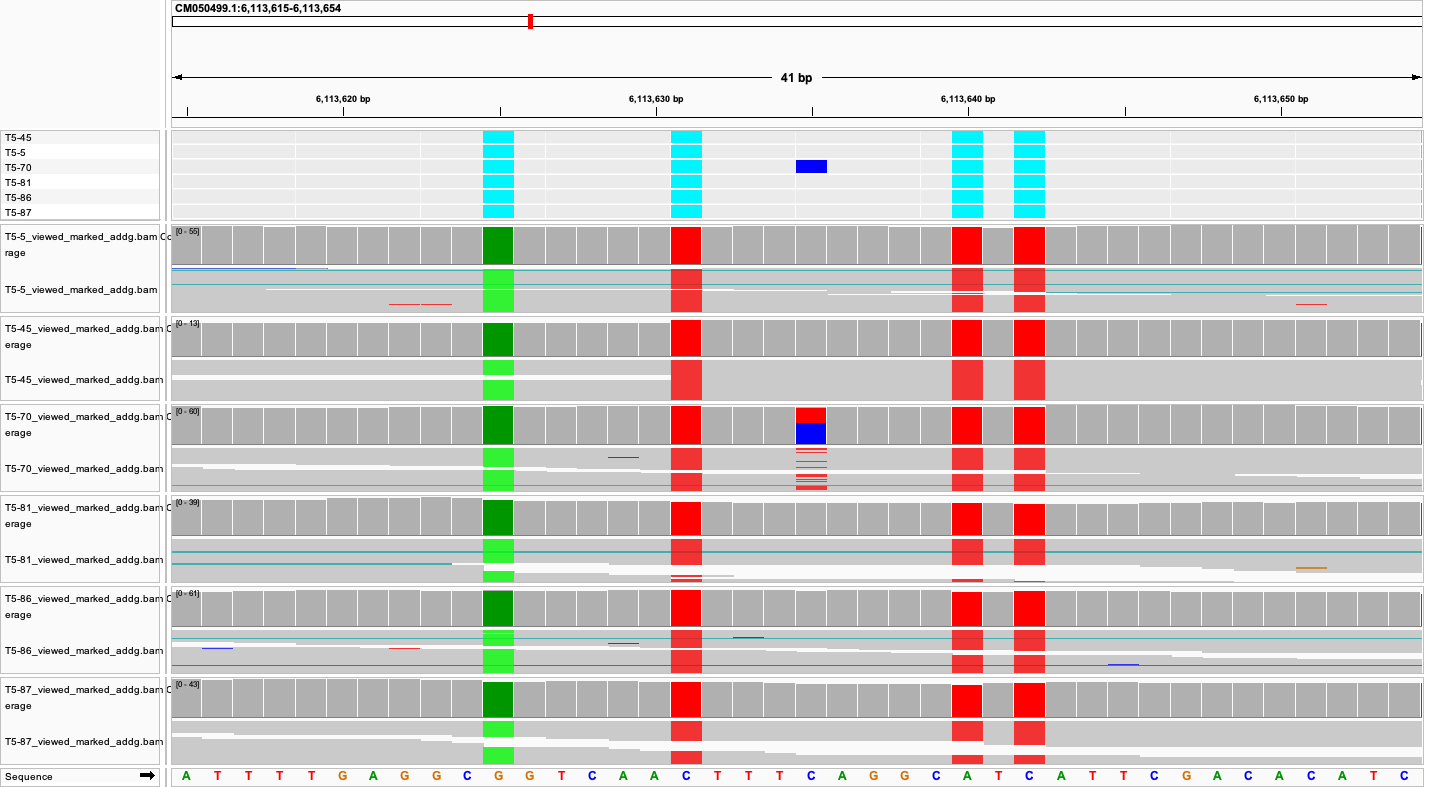 CM050499.1:6,113,615-6,113,654
41 bp
6,113,620 bp 6,113,630 bp 6,113,640 bp 6,113,650 bp
T5-45
T5-5
T5-70
T5-81
T5-86
T5-87
T5-5_viewed_marked_addg.bam Co [0 - 55]
rage
T5-5_viewed_marked_addg.bam
T5-45_viewed_marked_addg.bam C [0 - 13]
erage
T5-45_viewed_marked_addg.bam
T5-70_viewed_marked_addg.bam C [0 - 60]
erage
T5-70_viewed_marked_addg.bam
T5-81_viewed_marked_addg.bam C [0 - 39]
erage
T5-81_viewed_marked_addg.bam
T5-86_viewed_marked_addg.bam C [0 - 61]
erage
T5-86_viewed_marked_addg.bam
T5-87_viewed_marked_addg.bam C [0 - 43]
erage
T5-87_viewed_marked_addg.bam
Sequence A T T T T G A G G C G G T C A A C T T T C A G G C A T C A T T C G A C A C A T C